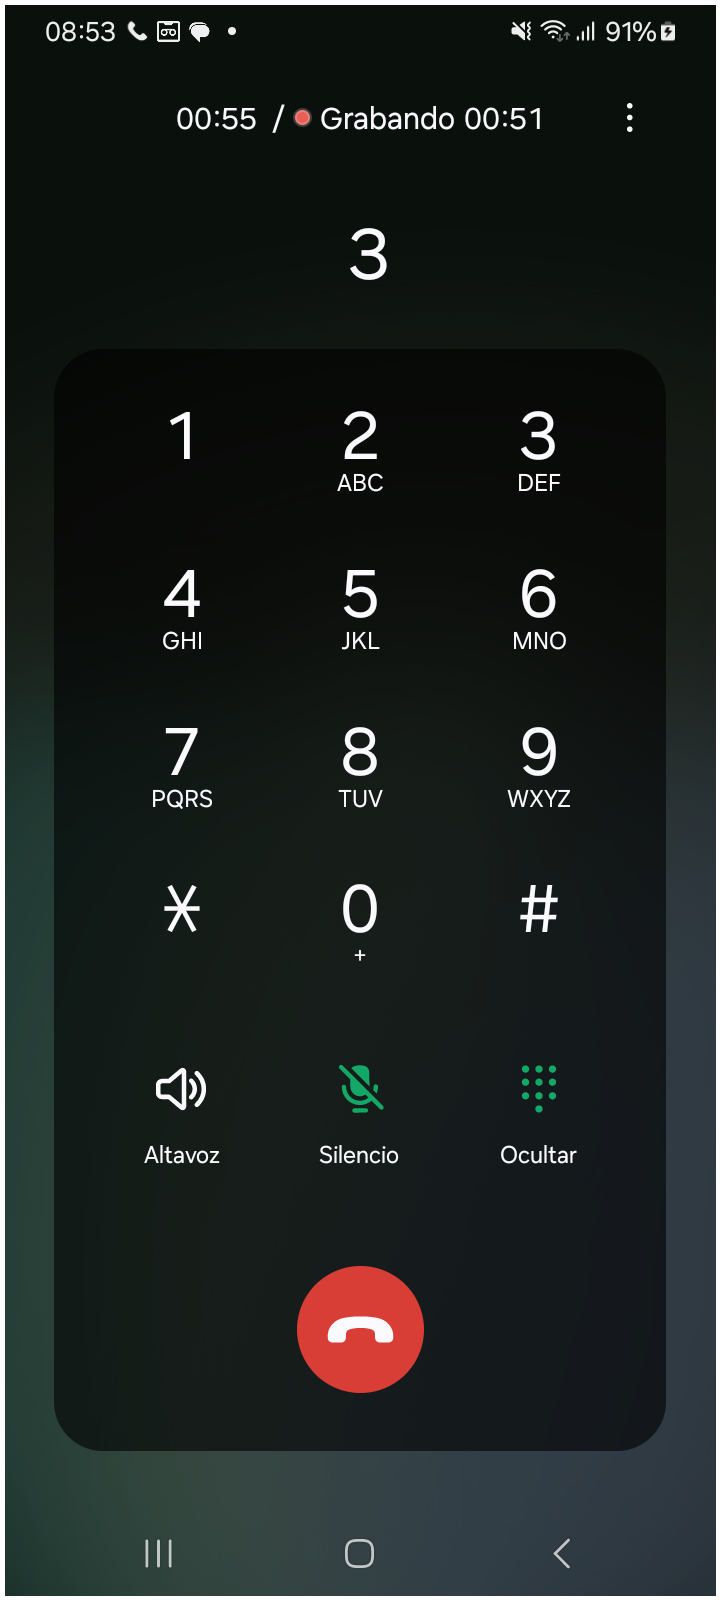 08:53 91%
00:55 / Grabando 00:51
3
1 2 3
ABC DEF
4 5 6
GHI JKL MNO
7 8 9
PQRS TUV WXYZ
* 0 #
+
Altavoz Silencio Ocultar